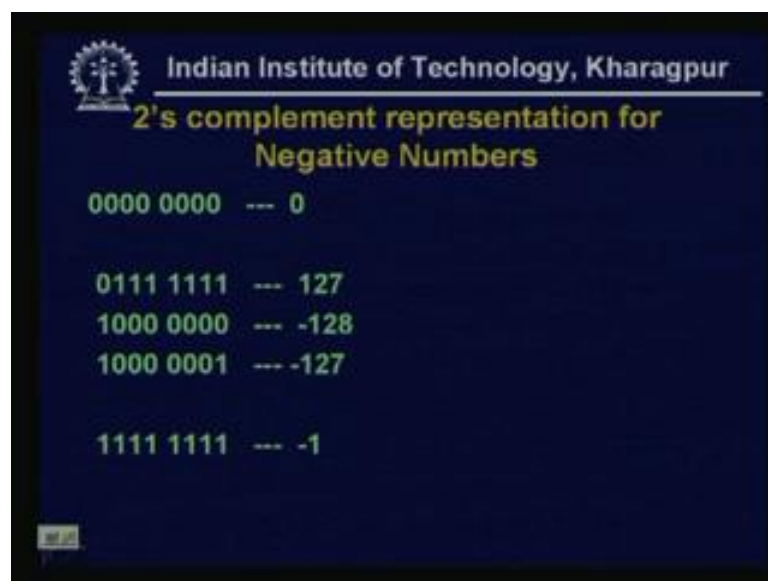 Indian Institute of Technology, Kharagpur
2's complement representation for
Negative Numbers
0000 0000 --- 0
0111 1111 --- 127
1000 0000 --- -128
1000 0001 --- -127
1111 1111 --- -1